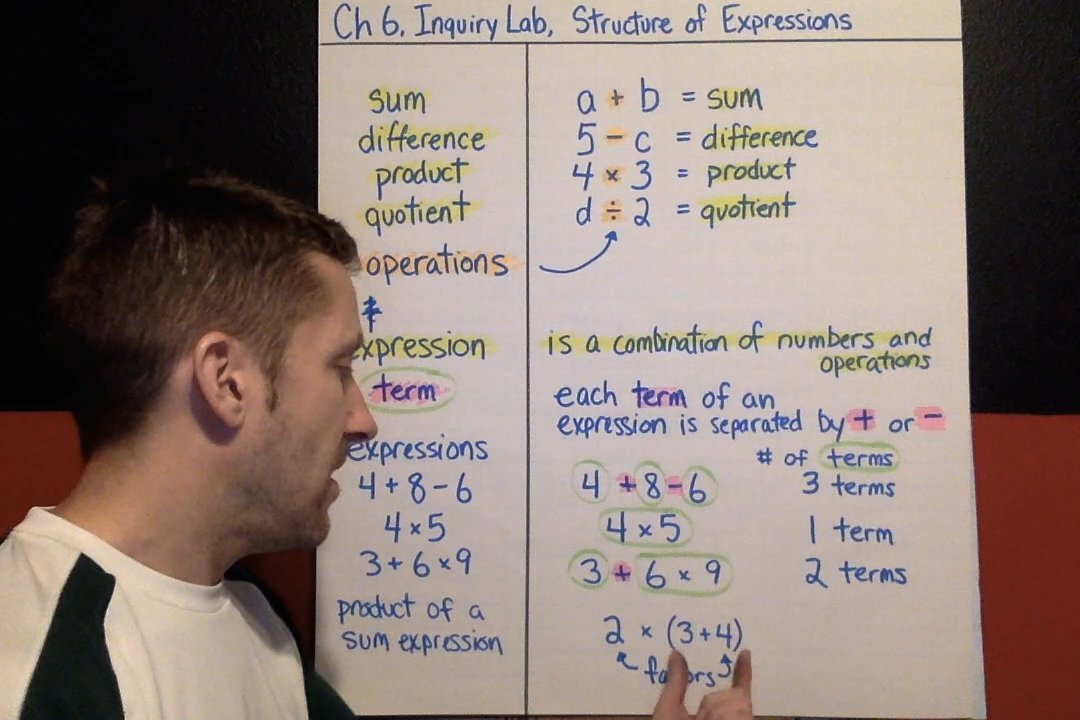 Ch 6, Inquiry Lab, Structure of Expressions
sum
difference
product
quotient
operations
expression
term
expressions
4 + 8 - 6
4 × 5
3 + 6 × 9
product of a
sum expression
a + b = sum
5 - c = difference
4 × 3 = product
d ÷ 2 = quotient
is a combination of numbers and
operations
each term of an
expression is separated by + or -
# of terms
4 + 8 - 6 3 terms
4 × 5 1 term
3 + 6 × 9 2 terms
2 × (3+4)
factors